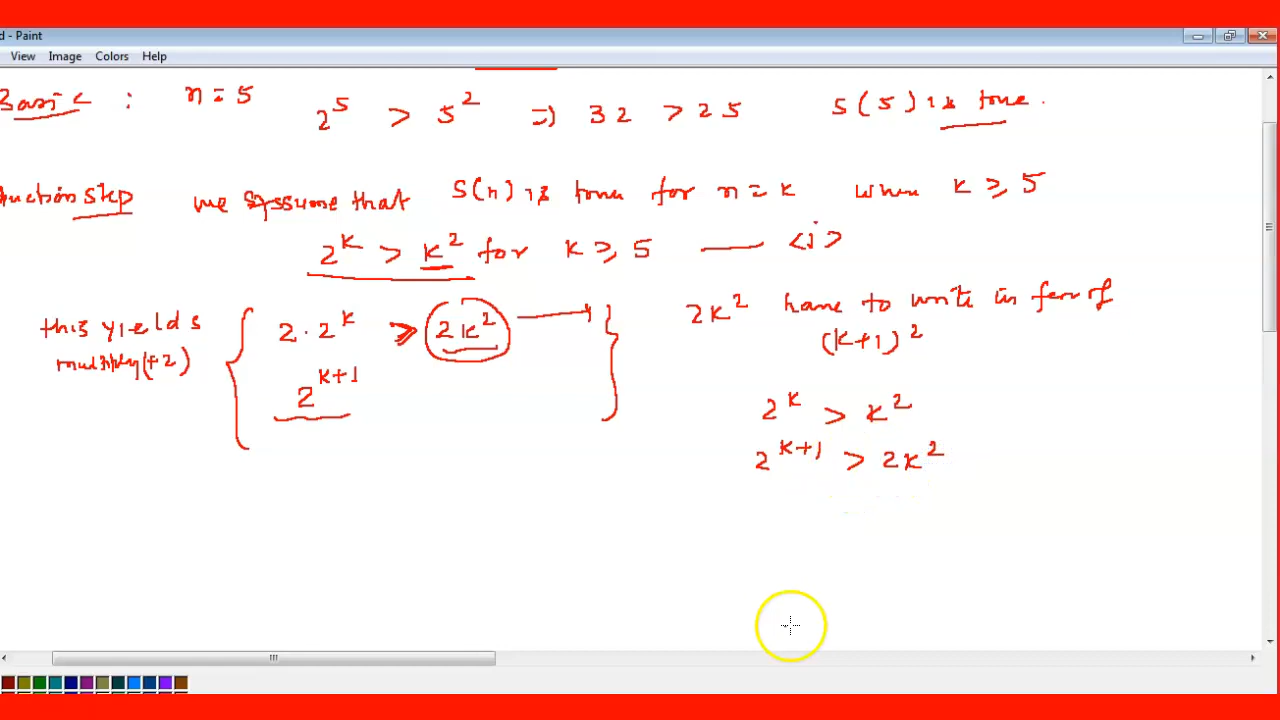 d - Paint
View Image Colors Help
Basic : n = 5 2^5 > 5^2 => 32 > 25 S(5) is true.
uction step we assume that S(n) is true for n = k when k ≥ 5
2^k > k^2 for k ≥ 5 —— <i>
this yields 2 · 2^k > 2k^2
multiply(+2)
2^{k+1}
2k^2 have to write in of
(k+1)^2
2^k > k^2
2^{k+1} > 2k^2